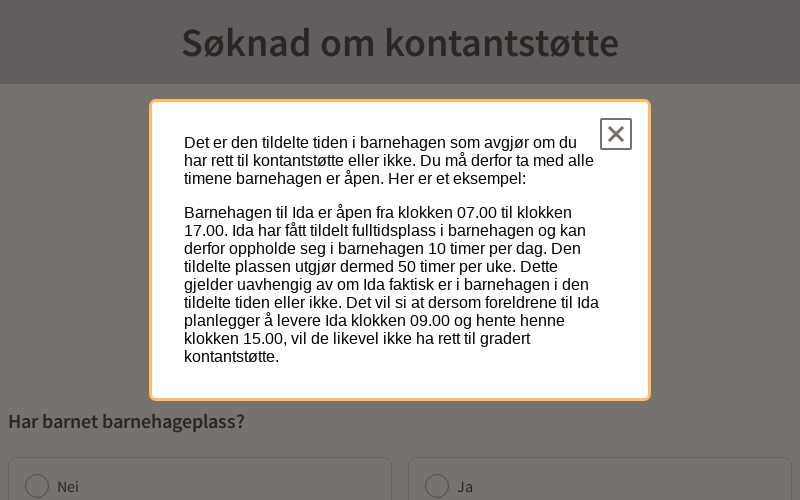 Søknad om kontantstøtte
Det er den tildelte tiden i barnehagen som avgjør om du
har rett til kontantstøtte eller ikke. Du må derfor ta med alle
timene barnehagen er åpen. Her er et eksempel:
Barnehagen til Ida er åpen fra klokken 07.00 til klokken
17.00. Ida har fått tildelt fulltidsplass i barnehagen og kan
derfor oppholde seg i barnehagen 10 timer per dag. Den
tildelte plassen utgjør dermed 50 timer per uke. Dette
gjelder uavhengig av om Ida faktisk er i barnehagen i den
tildelte tiden eller ikke. Det vil si at dersom foreldrene til Ida
planlegger å levere Ida klokken 09.00 og hente henne
klokken 15.00, vil de likevel ikke ha rett til gradert
kontantstøtte.
Har barnet barnehageplass?
Nei
Ja